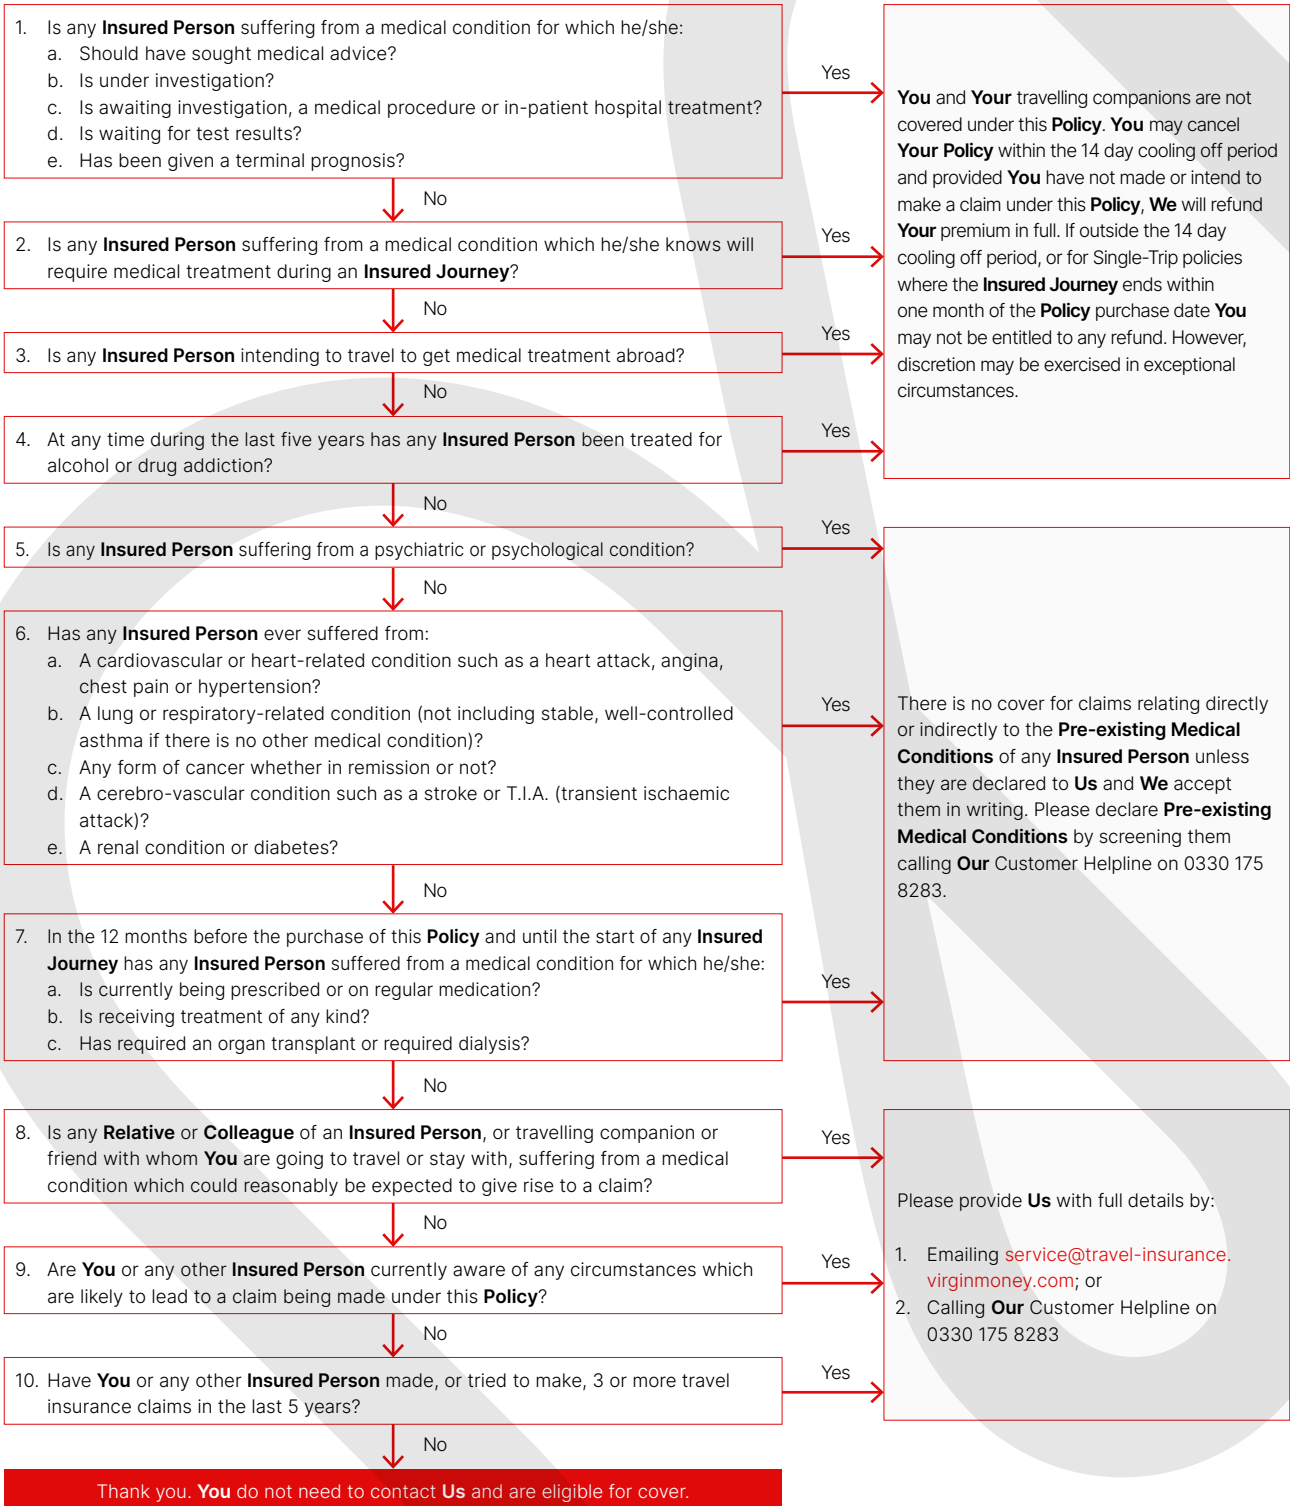 1. Is any Insured Person suffering from a medical condition for which he/she:
a. Should have sought medical advice?
b. Is under investigation?
c. Is awaiting investigation, a medical procedure or in-patient hospital treatment?
d. Is waiting for test results?
e. Has been given a terminal prognosis?
Yes
You and Your travelling companions are not
covered under this Policy. You may cancel
Your Policy within the 14 day cooling off period
and provided You have not made or intend to
make a claim under this Policy, We will refund
Your premium in full. If outside the 14 day
cooling off period, or for Single-Trip policies
where the Insured Journey ends within
one month of the Policy purchase date You
may not be entitled to any refund. However,
discretion may be exercised in exceptional
circumstances.
No
2. Is any Insured Person suffering from a medical condition which he/she knows will
require medical treatment during an Insured Journey?
Yes
No
3. Is any Insured Person intending to travel to get medical treatment abroad?
Yes
No
4. At any time during the last five years has any Insured Person been treated for
alcohol or drug addiction?
Yes
No
5. Is any Insured Person suffering from a psychiatric or psychological condition?
Yes
No
6. Has any Insured Person ever suffered from:
a. A cardiovascular or heart-related condition such as a heart attack, angina,
chest pain or hypertension?
b. A lung or respiratory-related condition (not including stable, well-controlled
asthma if there is no other medical condition)?
c. Any form of cancer whether in remission or not?
d. A cerebro-vascular condition such as a stroke or T.I.A. (transient ischaemic
attack)?
e. A renal condition or diabetes?
Yes
There is no cover for claims relating directly
or indirectly to the Pre-existing Medical
Conditions of any Insured Person unless
they are declared to Us and We accept
them in writing. Please declare Pre-existing
Medical Conditions by screening them
calling Our Customer Helpline on 0330 175
8283.
No
7. In the 12 months before the purchase of this Policy and until the start of any Insured
Journey has any Insured Person suffered from a medical condition for which he/she:
a. Is currently being prescribed or on regular medication?
b. Is receiving treatment of any kind?
c. Has required an organ transplant or required dialysis?
Yes
No
8. Is any Relative or Colleague of an Insured Person, or travelling companion or
friend with whom You are going to travel or stay with, suffering from a medical
condition which could reasonably be expected to give rise to a claim?
Yes
Please provide Us with full details by:
1. Emailing service@travel-insurance.
virginmoney.com; or
2. Calling Our Customer Helpline on
0330 175 8283
No
9. Are You or any other Insured Person currently aware of any circumstances which
are likely to lead to a claim being made under this Policy?
Yes
No
10. Have You or any other Insured Person made, or tried to make, 3 or more travel
insurance claims in the last 5 years?
Yes
No
Thank you. You do not need to contact Us and are eligible for cover.